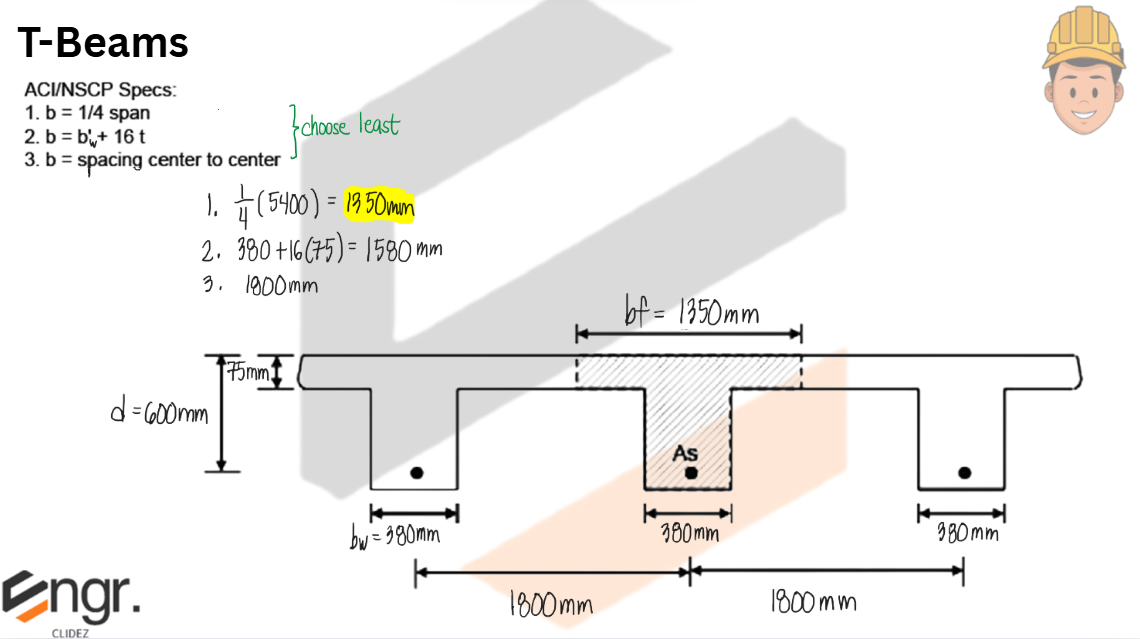 T-Beams
ACI/NSCP Specs:
1. b = 1/4 span
2. b = b'w + 16 t
3. b = spacing center to center
choose least
1. 1/4 (5400) = 1350mm
2. 380 + 16(75) = 1580 mm
3. 1800mm
bf = 1350mm
75mm
d = 600mm
As
bw = 380mm
380mm
380mm
1800mm
1800mm
Engr.
CLIDEZ